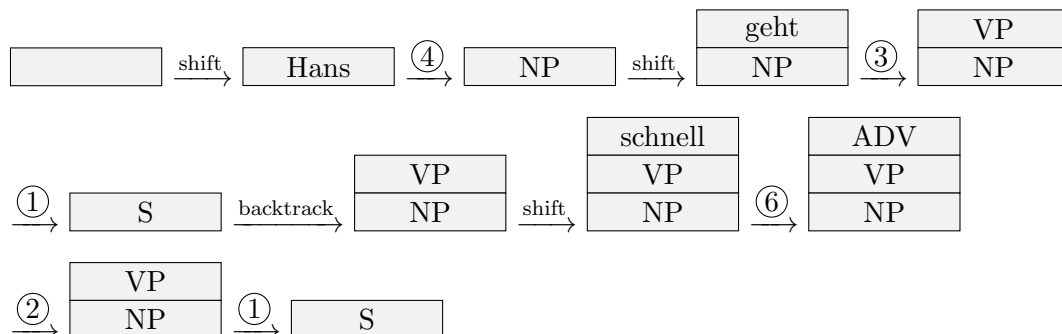 shift Hans ④ NP shift geht NP ③ VP NP
① S backtrack VP NP shift schnell VP NP ⑥ ADV VP NP
② VP NP ① S